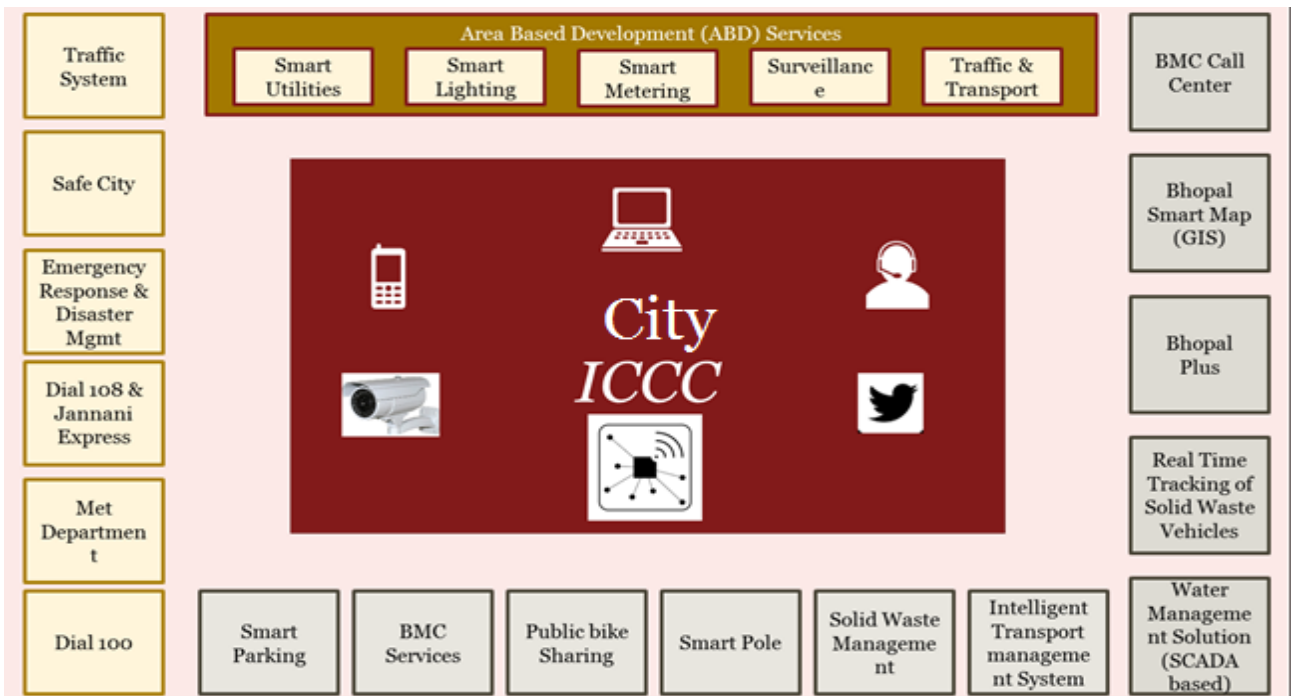 Traffic
System
Area Based Development (ABD) Services
Smart
Utilities
Smart
Lighting
Smart
Metering
Surveillanc
e
Traffic &
Transport
BMC Call
Center
Safe City
Bhopal
Smart Map
(GIS)
Emergency
Response &
Disaster
Mgmt
City
ICCC
Bhopal
Plus
Dial 108 &
Jannani
Express
Real Time
Tracking of
Solid Waste
Vehicles
Met
Departmen
t
Dial 100
Smart
Parking
BMC
Services
Public bike
Sharing
Smart Pole
Solid Waste
Manageme
nt
Intelligent
Transport
manageme
nt System
Water
Manageme
nt Solution
(SCADA
based)